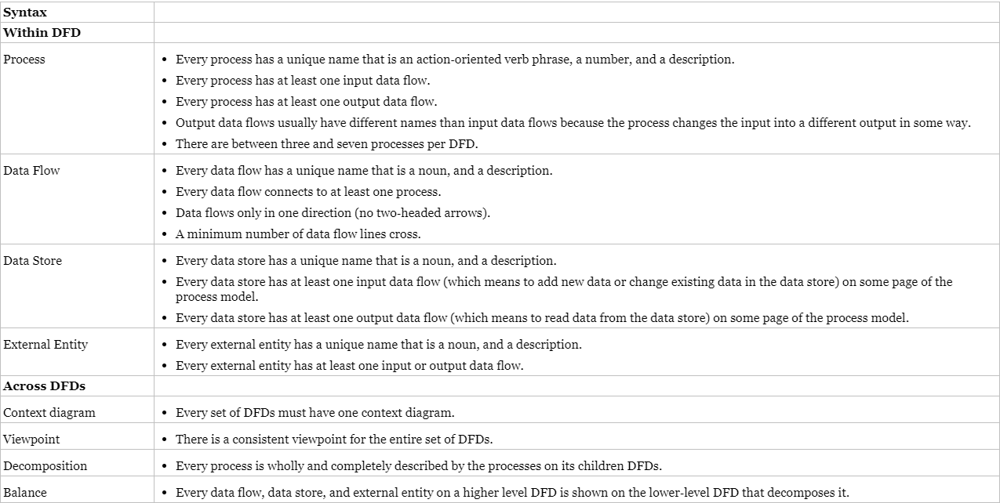 Syntax
Within DFD
Process
• Every process has a unique name that is an action-oriented verb phrase, a number, and a description.
• Every process has at least one input data flow.
• Every process has at least one output data flow.
• Output data flows usually have different names than input data flows because the process changes the input into a different output in some way.
• There are between three and seven processes per DFD.
Data Flow
• Every data flow has a unique name that is a noun, and a description.
• Every data flow connects to at least one process.
• Data flows only in one direction (no two-headed arrows).
• A minimum number of data flow lines cross.
Data Store
• Every data store has a unique name that is a noun, and a description.
• Every data store has at least one input data flow (which means to add new data or change existing data in the data store) on some page of the
process model.
• Every data store has at least one output data flow (which means to read data from the data store) on some page of the process model.
External Entity
• Every external entity has a unique name that is a noun, and a description.
• Every external entity has at least one input or output data flow.
Across DFDs
Context diagram
• Every set of DFDs must have one context diagram.
Viewpoint
• There is a consistent viewpoint for the entire set of DFDs.
Decomposition
• Every process is wholly and completely described by the processes on its children DFDs.
Balance
• Every data flow, data store, and external entity on a higher level DFD is shown on the lower-level DFD that decomposes it.